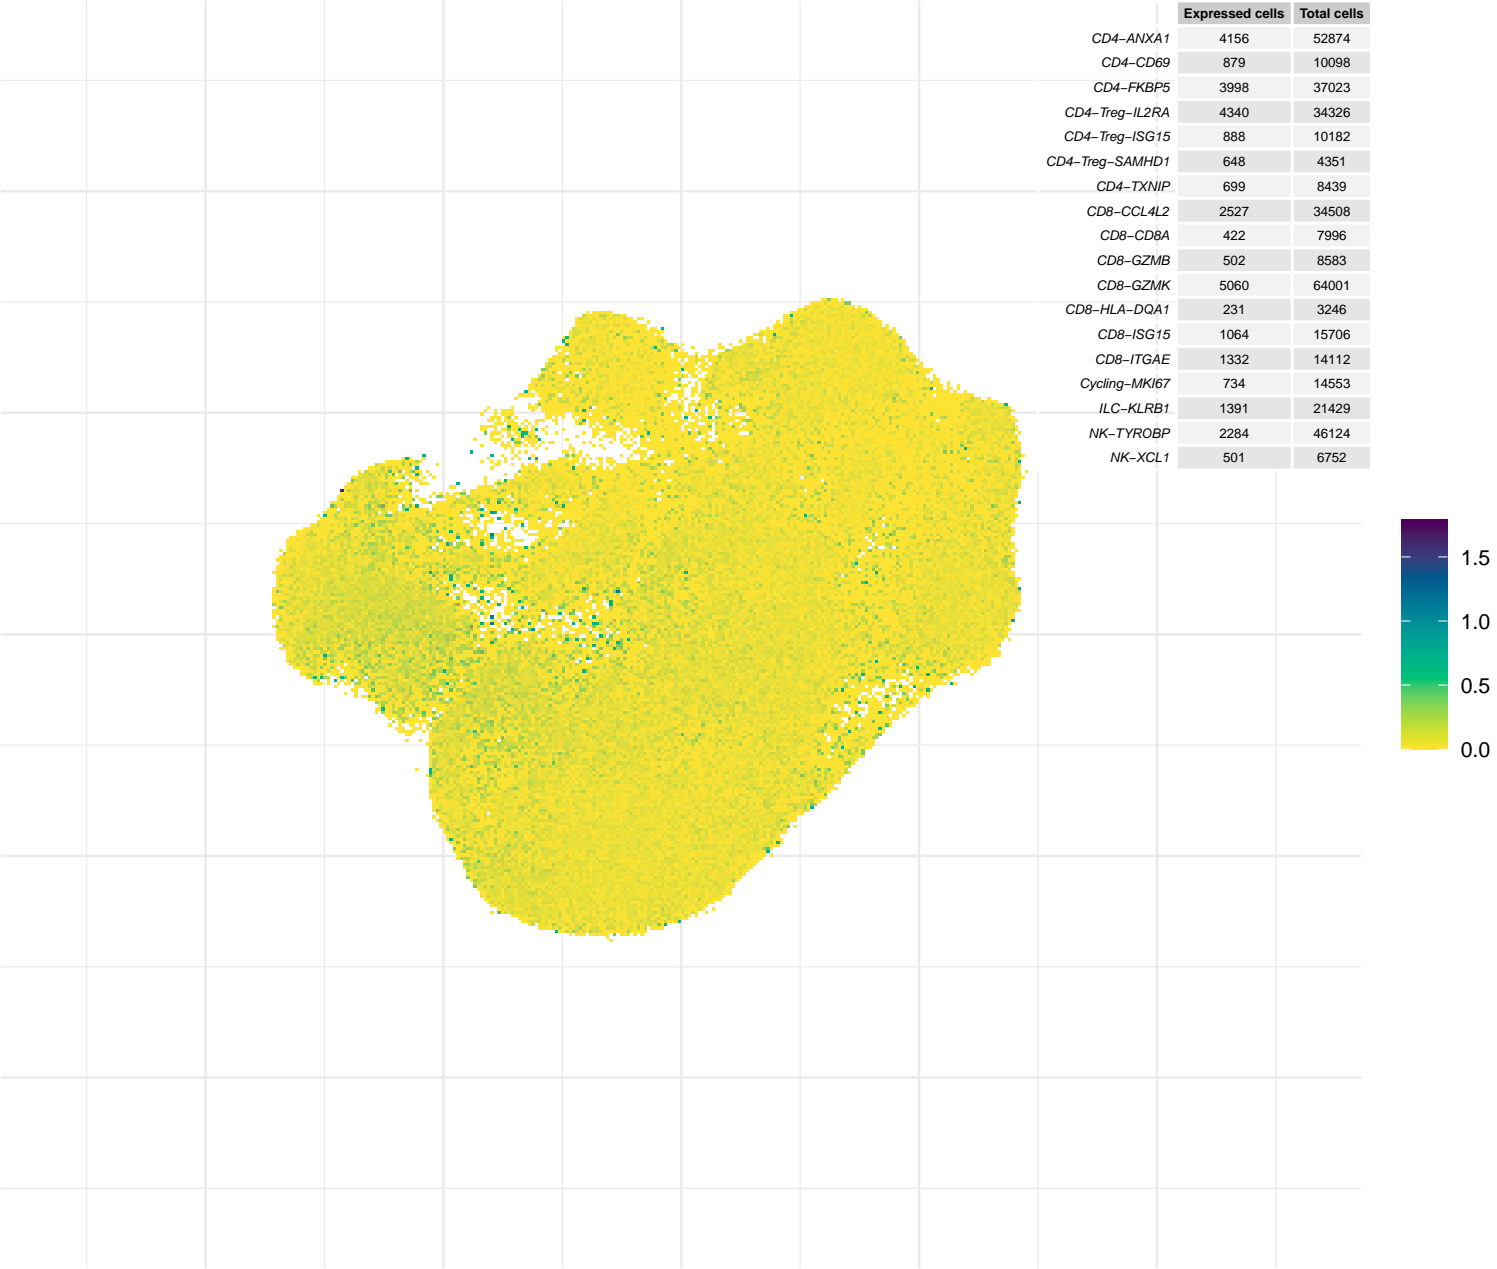 Expressed cells Total cells
CD4−ANXA1 4156 52874
CD4−CD69 879 10098
CD4−FKBP5 3998 37023
CD4−Treg−IL2RA 4340 34326
CD4−Treg−ISG15 888 10182
CD4−Treg−SAMHD1 648 4351
CD4−TXNIP 699 8439
CD8−CCL4L2 2527 34508
CD8−CD8A 422 7996
CD8−GZMB 502 8583
CD8−GZMK 5060 64001
CD8−HLA−DQA1 231 3246
CD8−ISG15 1064 15706
CD8−ITGAE 1332 14112
Cycling−MKI67 734 14553
ILC−KLRB1 1391 21429
NK−TYROBP 2284 46124
NK−XCL1 501 6752
1.5
1.0
0.5
0.0